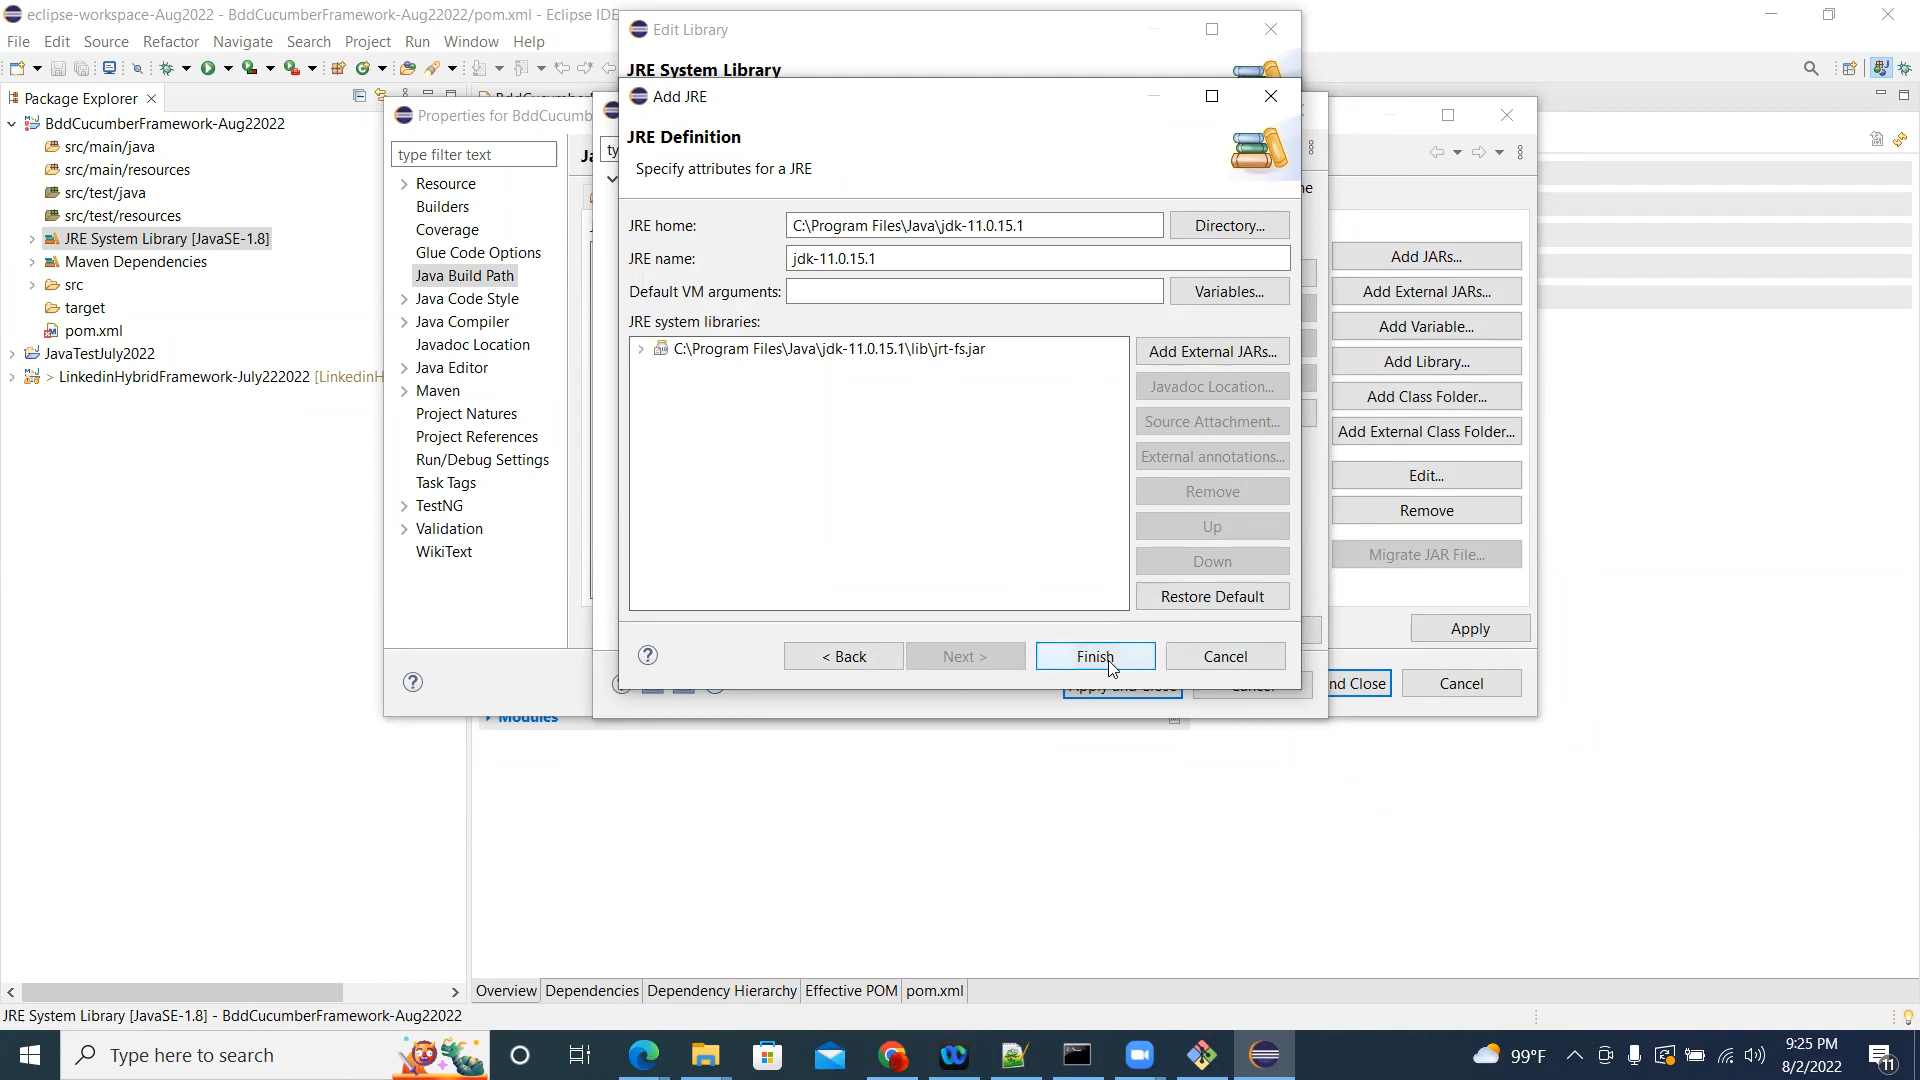 eclipse-workspace-Aug2022 - BddCucumberFramework-Aug22022/pom.xml - Eclipse IDE
File Edit Source Refactor Navigate Search Project Run Window Help
Package Explorer
BddCucumberFramework-Aug22022
src/main/java
src/main/resources
src/test/java
src/test/resources
JRE System Library [JavaSE-1.8]
Maven Dependencies
src
target
pom.xml
JavaTestJuly2022
> LinkedinHybridFramework-July222022 [LinkedinH
Properties for BddCucumb
type filter text
Resource
Builders
Coverage
Glue Code Options
Java Build Path
Java Code Style
Java Compiler
Javadoc Location
Java Editor
Maven
Project Natures
Project References
Run/Debug Settings
Task Tags
TestNG
Validation
WikiText
Edit Library
JRE System Library
Add JRE
JRE Definition
Specify attributes for a JRE
JRE home: C:\Program Files\Java\jdk-11.0.15.1 Directory...
JRE name: jdk-11.0.15.1
Default VM arguments: Variables...
JRE system libraries:
C:\Program Files\Java\jdk-11.0.15.1\lib\jrt-fs.jar
Add External JARs...
Javadoc Location...
Source Attachment...
External annotations...
Remove
Up
Down
Restore Default
< Back Next > Finish Cancel
Apply and Close Cancel
Add JARs...
Add External JARs...
Add Variable...
Add Library...
Add Class Folder...
Add External Class Folder...
Edit...
Remove
Migrate JAR File...
Apply
nd Close Cancel
Modules
Overview Dependencies Dependency Hierarchy Effective POM pom.xml
JRE System Library [JavaSE-1.8] - BddCucumberFramework-Aug22022
Type here to search
99°F
9:25 PM
8/2/2022
11